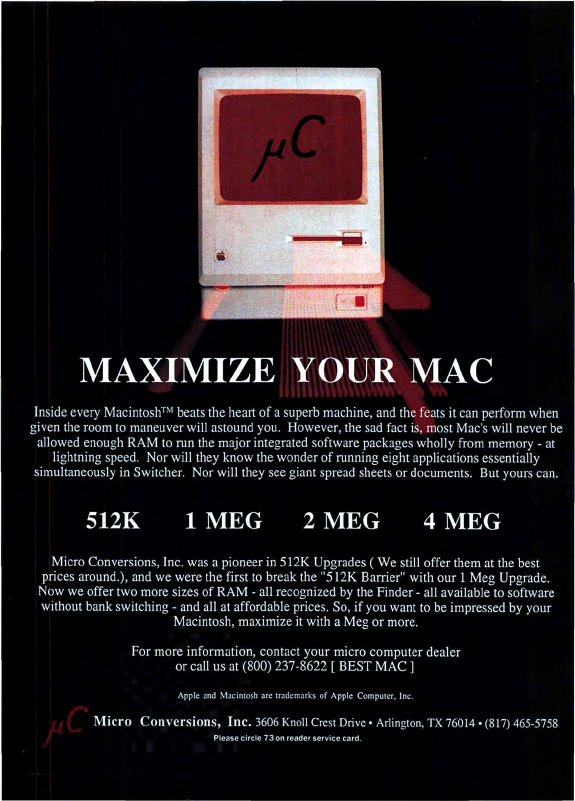 μC
MAXIMIZE YOUR MAC
Inside every Macintosh™ beats the heart of a superb machine, and the feats it can perform when
given the room to maneuver will astound you. However, the sad fact is, most Mac's will never be
allowed enough RAM to run the major integrated software packages wholly from memory - at
lightning speed. Nor will they know the wonder of running eight applications essentially
simultaneously in Switcher. Nor will they see giant spread sheets or documents. But yours can.
512K 1 MEG 2 MEG 4 MEG
Micro Conversions, Inc. was a pioneer in 512K Upgrades ( We still offer them at the best
prices around.), and we were the first to break the "512K Barrier" with our 1 Meg Upgrade.
Now we offer two more sizes of RAM - all recognized by the Finder - all available to software
without bank switching - and all at affordable prices. So, if you want to be impressed by your
Macintosh, maximize it with a Meg or more.
For more information, contact your micro computer dealer
or call us at (800) 237-8622 [ BEST MAC ]
Apple and Macintosh are trademarks of Apple Computer, Inc.
μC Micro Conversions, Inc. 3606 Knoll Crest Drive • Arlington, TX 76014 • (817) 465-5758
Please circle 73 on reader service card.